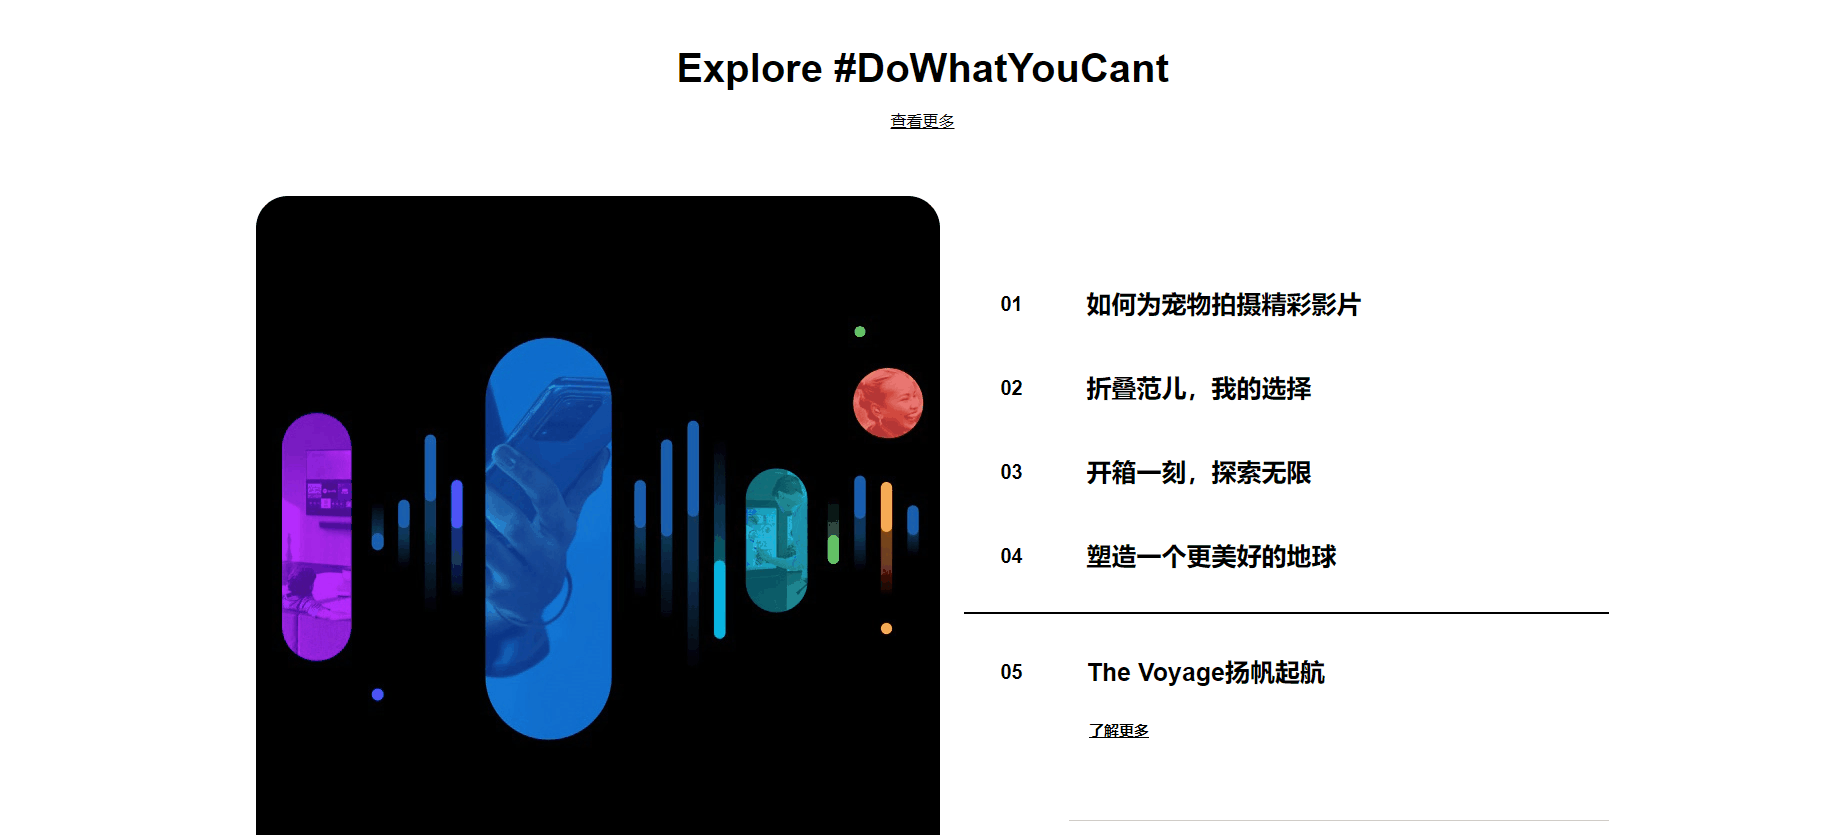 Explore #DoWhatYouCant
查看更多
01 如何为宠物拍摄精彩影片
02 折叠范儿，我的选择
03 开箱一刻，探索无限
04 塑造一个更美好的地球
05 The Voyage扬帆起航
了解更多